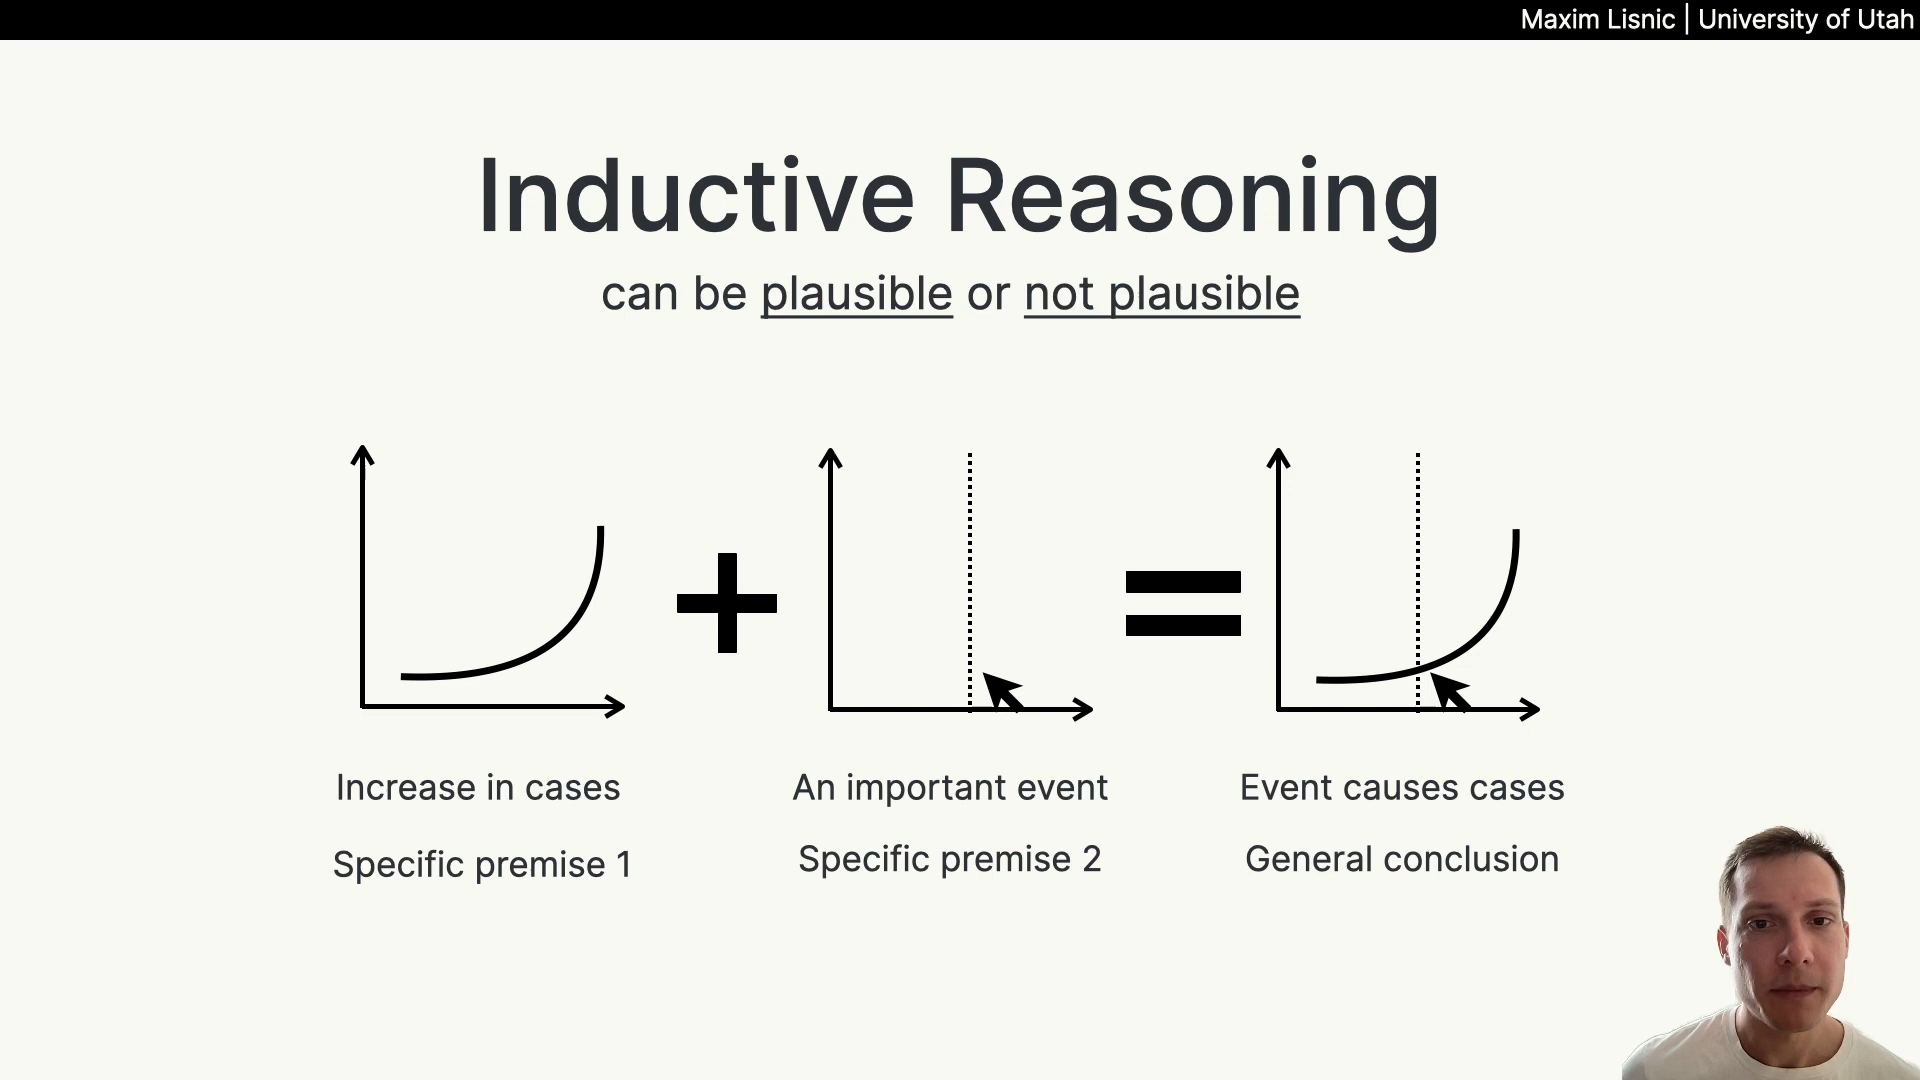 Maxim Lisnic | University of Utah
Inductive Reasoning
can be plausible or not plausible
Increase in cases
An important event
Event causes cases
Specific premise 1
Specific premise 2
General conclusion